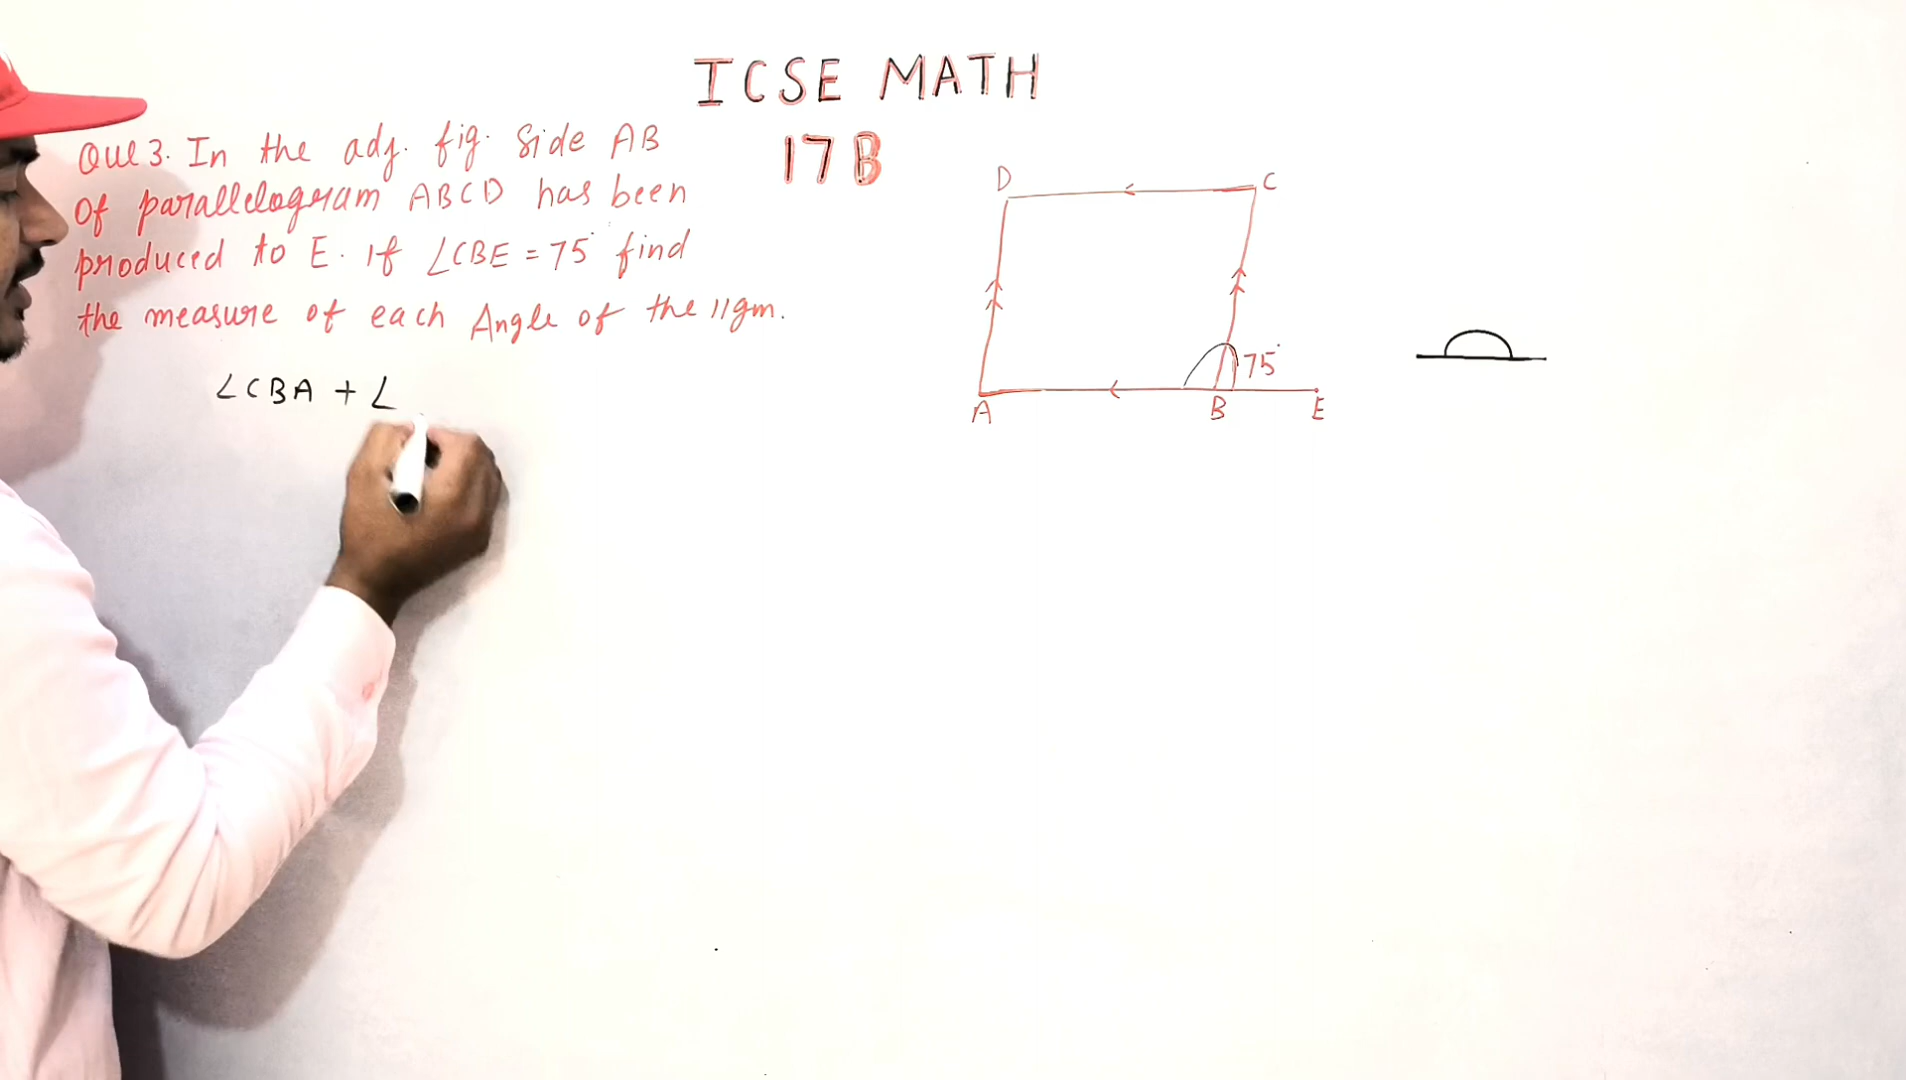 ICSE MATH
17B
Que 3. In the adj. fig. Side AB
of parallelogram ABCD has been
produced to E. If ∠CBE = 75° find
the measure of each Angle of the ||gm.
∠CBA + ∠
D
C
75°
A
B
E